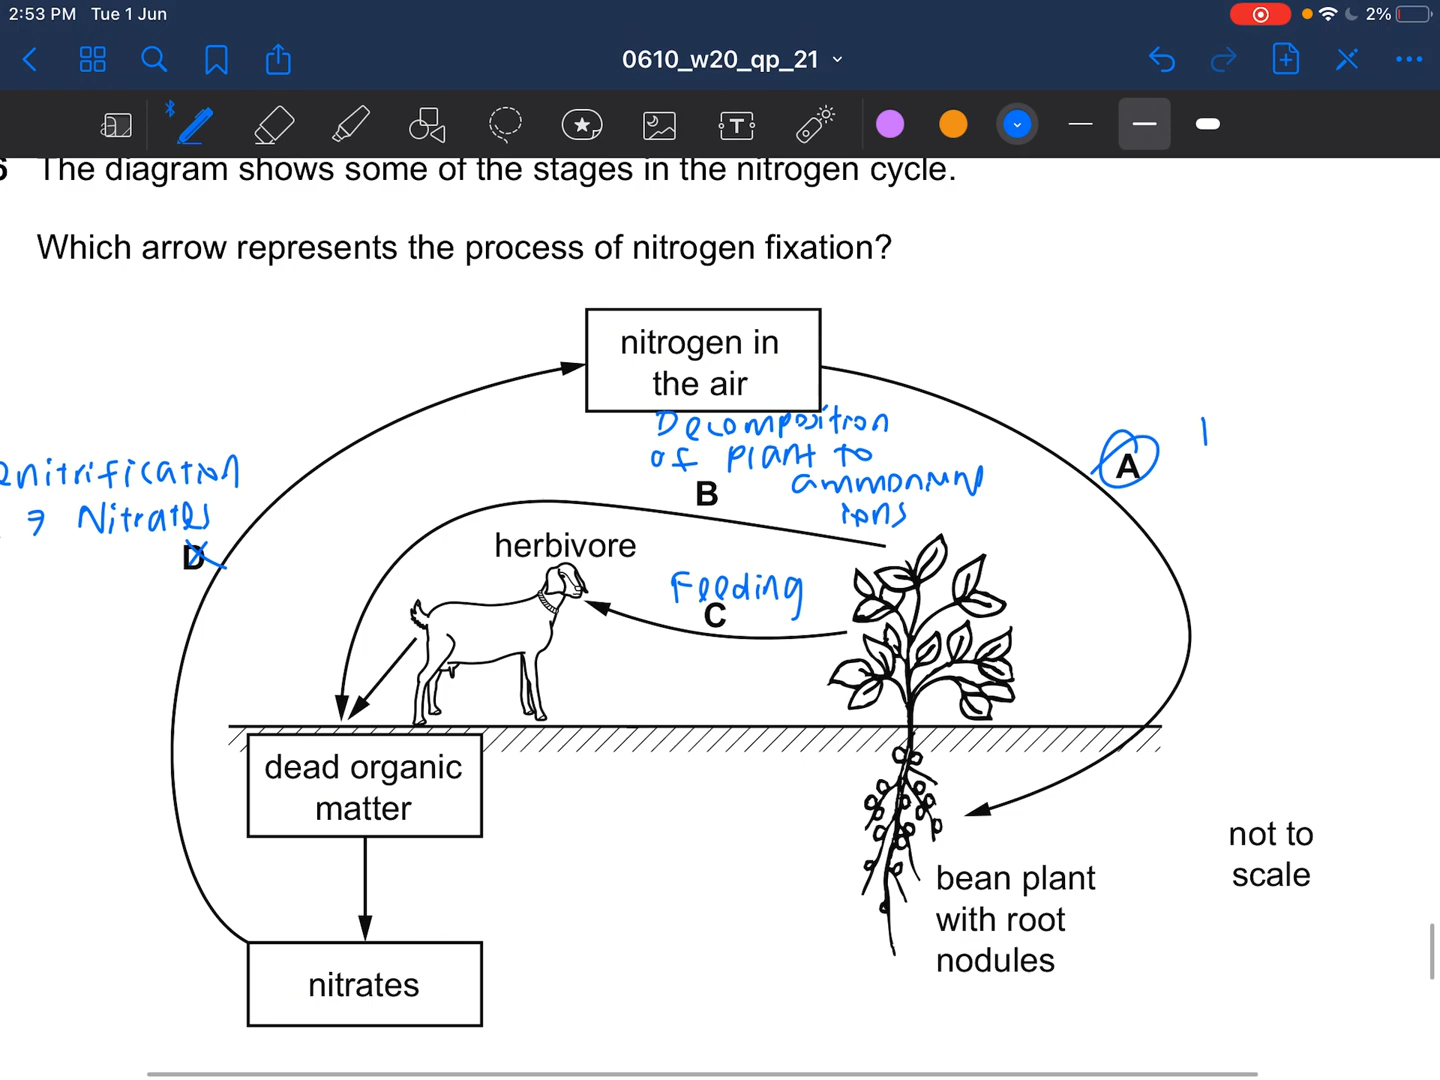 2:53 PM Tue 1 Jun
2%
0610_w20_qp_21
T
The diagram shows some of the stages in the nitrogen cycle.
Which arrow represents the process of nitrogen fixation?
nitrogen in
the air
Decomposition
of plant to
ammonium
ions
A
B
enitrification
→ Nitrates
D
herbivore
Feeding
C
dead organic
matter
not to
scale
bean plant
with root
nodules
nitrates